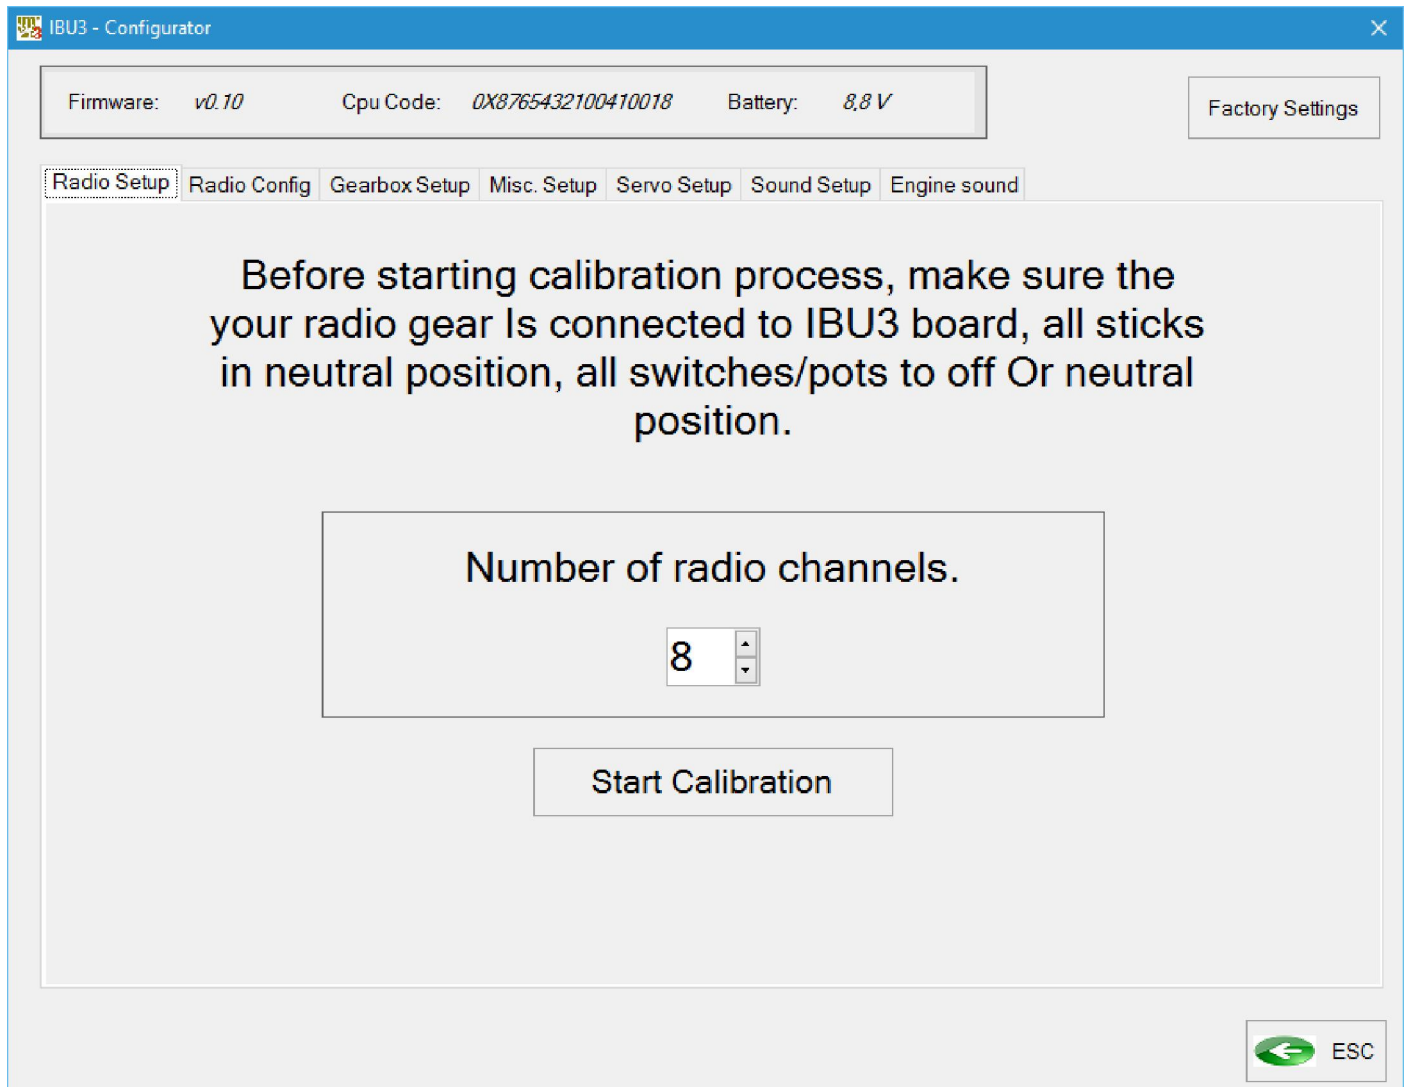 IBU3 - Configurator
Firmware: v0.10 Cpu Code: 0X8765432100410018 Battery: 8,8 V
Factory Settings
Radio Setup Radio Config Gearbox Setup Misc. Setup Servo Setup Sound Setup Engine sound
Before starting calibration process, make sure the
your radio gear Is connected to IBU3 board, all sticks
in neutral position, all switches/pots to off Or neutral
position.
Number of radio channels.
8
Start Calibration
ESC